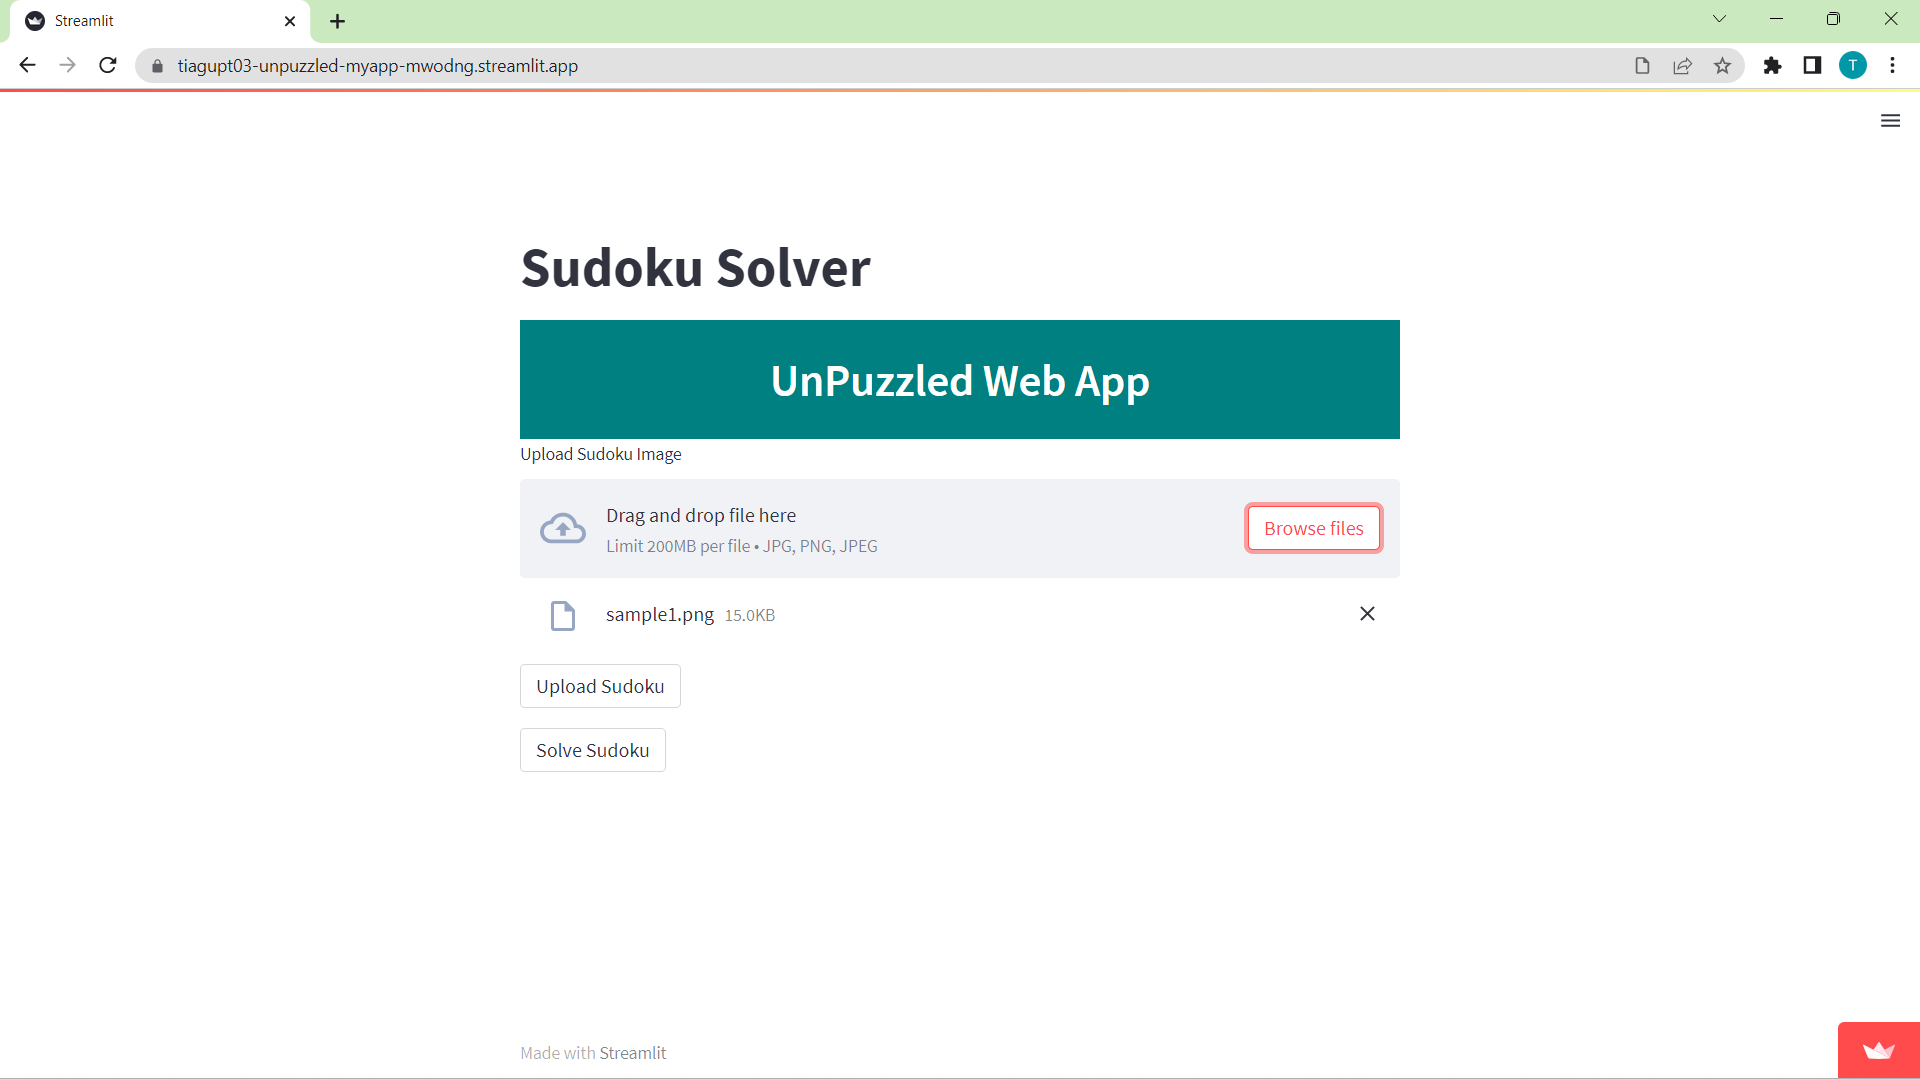 Streamlit
tiagupt03-unpuzzled-myapp-mwodng.streamlit.app
T
Sudoku Solver
UnPuzzled Web App
Upload Sudoku Image
Drag and drop file here
Limit 200MB per file • JPG, PNG, JPEG
Browse files
sample1.png 15.0KB
Upload Sudoku
Solve Sudoku
Made with Streamlit